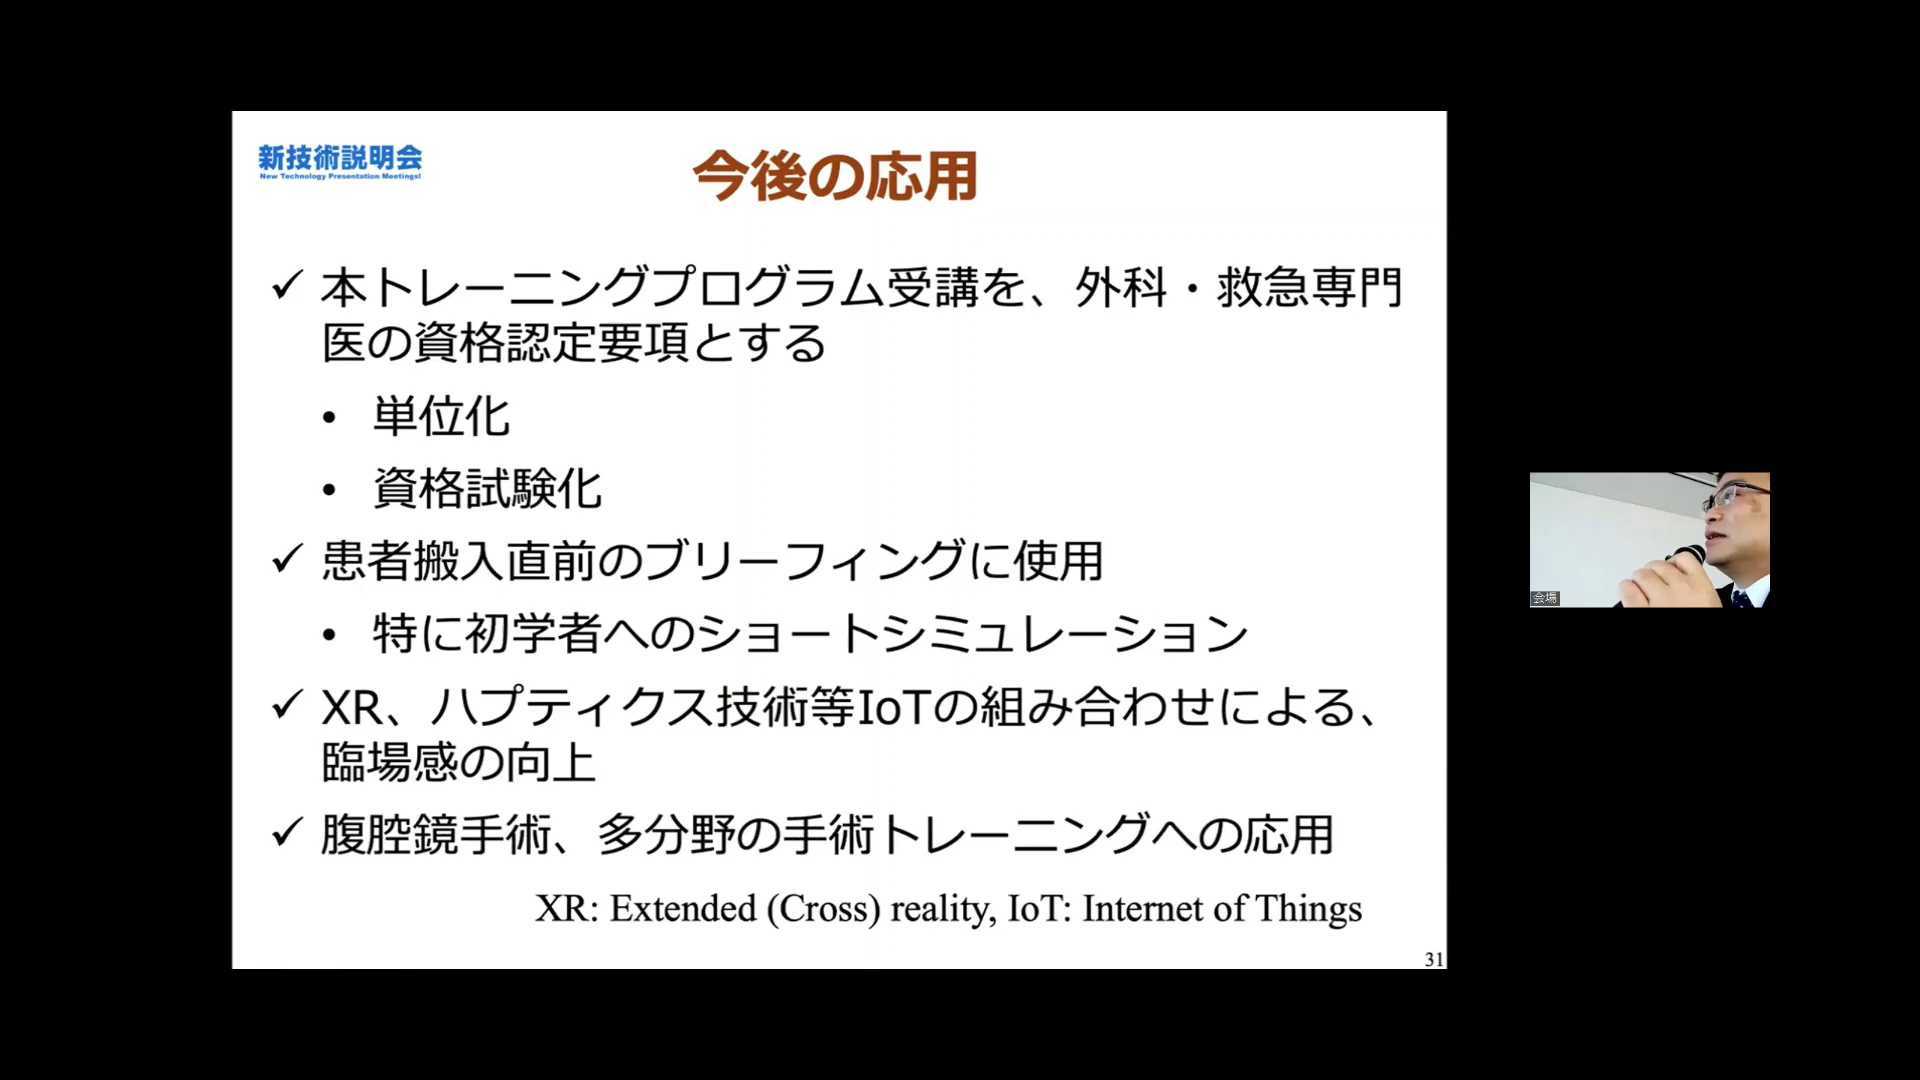 新技術説明会
New Technology Presentation Meetings!
今後の応用
✓ 本トレーニングプログラム受講を、外科・救急専門
医の資格認定要項とする
• 単位化
• 資格試験化
✓ 患者搬入直前のブリーフィングに使用
• 特に初学者へのショートシミュレーション
✓ XR、ハプティクス技術等IoTの組み合わせによる、
臨場感の向上
✓ 腹腔鏡手術、多分野の手術トレーニングへの応用
XR: Extended (Cross) reality, IoT: Internet of Things
31
会場